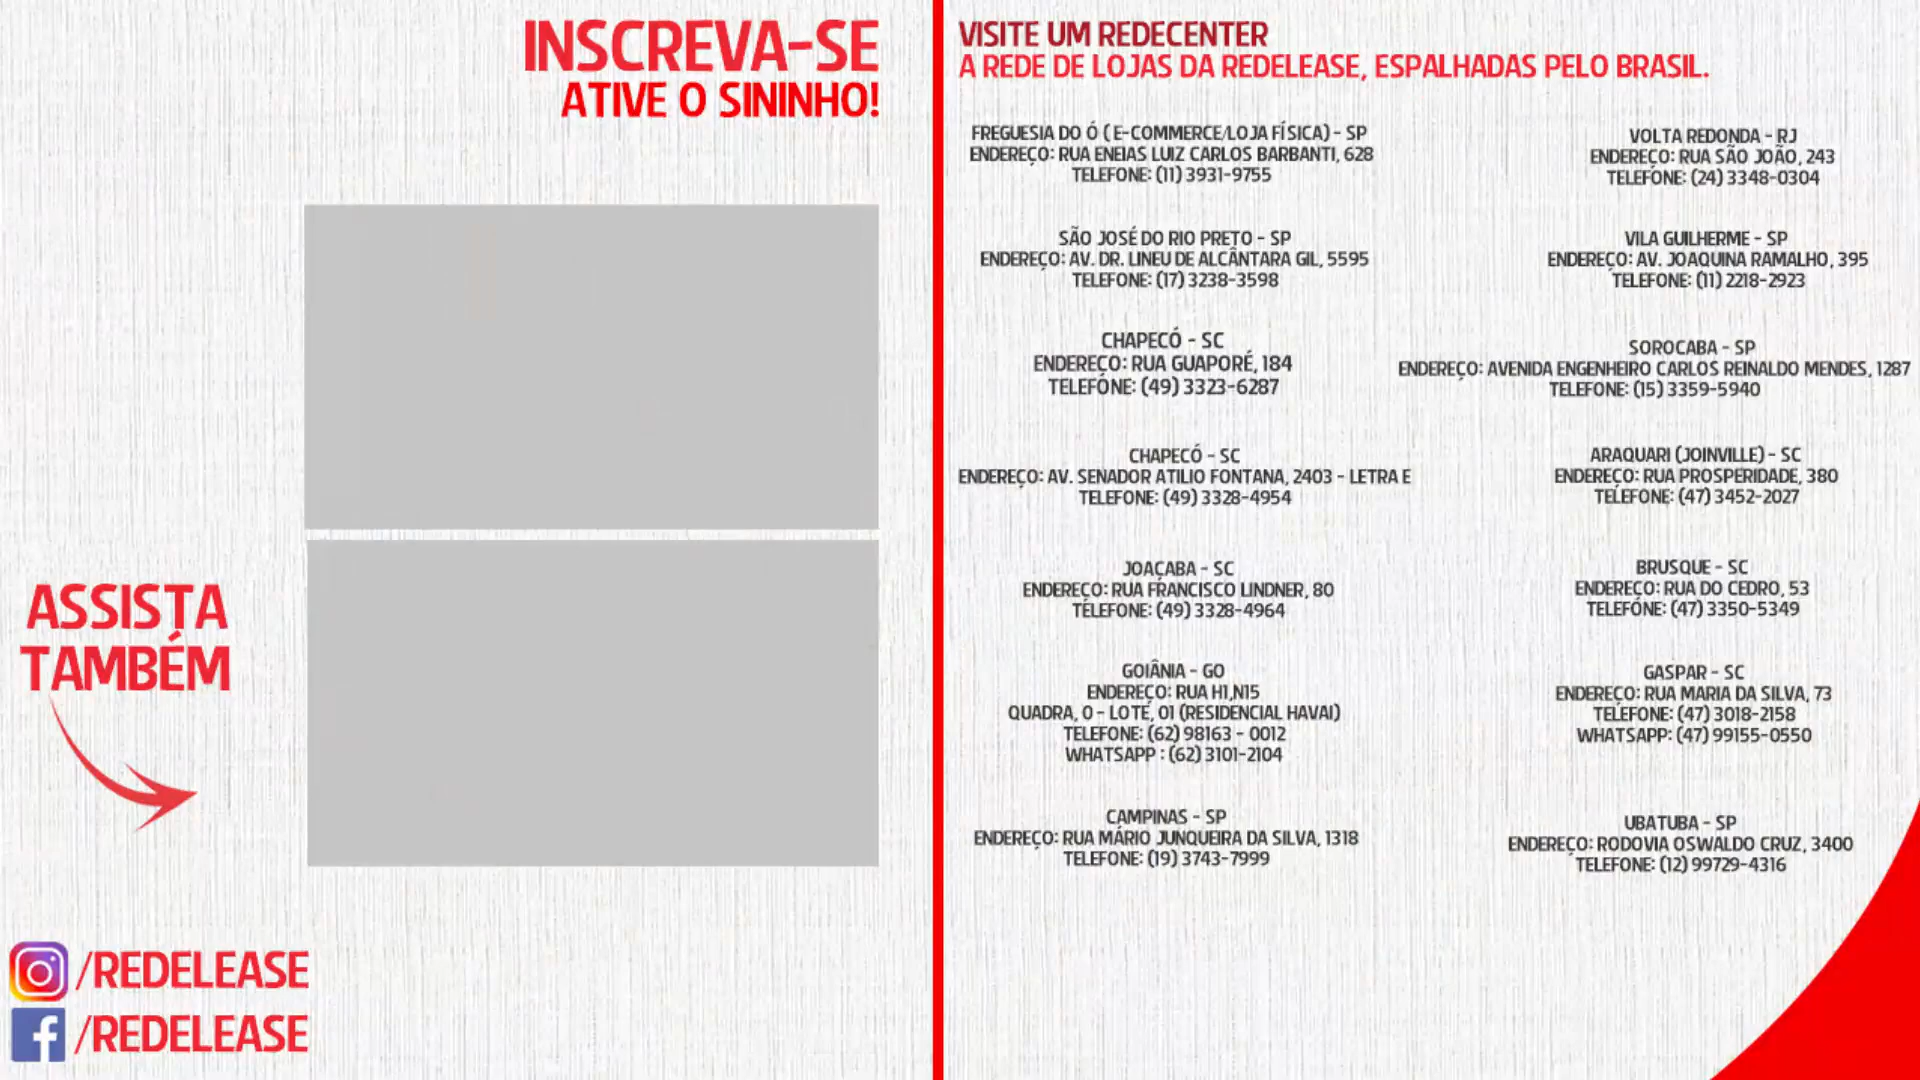 INSCREVA-SE
ATIVE O SININHO!
ASSISTA
TAMBÉM
/REDELEASE
/REDELEASE
VISITE UM REDECENTER
A REDE DE LOJAS DA REDELEASE, ESPALHADAS PELO BRASIL.
FREGUESIA DO Ó ( E-COMMERCE/LOJA FÍSICA) - SP
ENDEREÇO: RUA ENEIAS LUIZ CARLOS BARBANTI, 628
TELEFONE: (11) 3931-9755
SÃO JOSÉ DO RIO PRETO - SP
ENDEREÇO: AV. DR. LINEU DE ALCÂNTARA GIL, 5595
TELEFONE: (17) 3238-3598
CHAPECÓ - SC
ENDEREÇO: RUA GUAPORÉ, 184
TELEFONE: (49) 3323-6287
CHAPECÓ - SC
ENDEREÇO: AV. SENADOR ATILIO FONTANA, 2403 - LETRA E
TELEFONE: (49) 3328-4954
JOAÇABA - SC
ENDEREÇO: RUA FRANCISCO LINDNER, 80
TELEFONE: (49) 3328-4964
GOIÂNIA - GO
ENDEREÇO: RUA H1,N15
QUADRA, 0 - LOTE, 01 (RESIDENCIAL HAVAI)
TELEFONE: (62) 98163 - 0012
WHATSAPP : (62) 3101-2104
CAMPINAS - SP
ENDEREÇO: RUA MÁRIO JUNQUEIRA DA SILVA, 1318
TELEFONE: (19) 3743-7999
VOLTA REDONDA - RJ
ENDEREÇO: RUA SÃO JOÃO, 243
TELEFONE: (24) 3348-0304
VILA GUILHERME - SP
ENDEREÇO: AV. JOAQUINA RAMALHO, 395
TELEFONE: (11) 2218-2923
SOROCABA - SP
ENDEREÇO: AVENIDA ENGENHEIRO CARLOS REINALDO MENDES, 1287
TELEFONE: (15) 3359-5940
ARAQUARI (JOINVILLE) - SC
ENDEREÇO: RUA PROSPERIDADE, 380
TELEFONE: (47) 3452-2027
BRUSQUE - SC
ENDEREÇO: RUA DO CEDRO, 53
TELEFONE: (47) 3350-5349
GASPAR - SC
ENDEREÇO: RUA MARIA DA SILVA, 73
TELEFONE: (47) 3018-2158
WHATSAPP: (47) 99155-0550
UBATUBA - SP
ENDEREÇO: RODOVIA OSWALDO CRUZ, 3400
TELEFONE: (12) 99729-4316